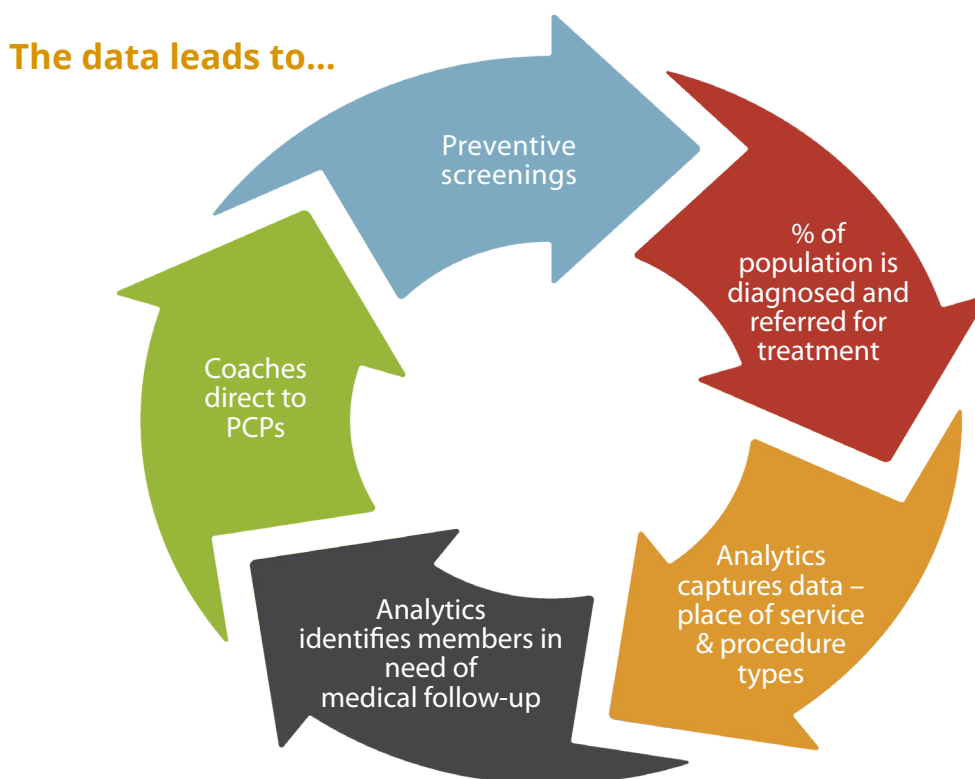 The data leads to...
Preventive
screenings
% of
population is
diagnosed and
referred for
treatment
Analytics
captures data –
place of service
& procedure
types
Analytics
identifies members in
need of
medical follow-up
Coaches
direct to
PCPs